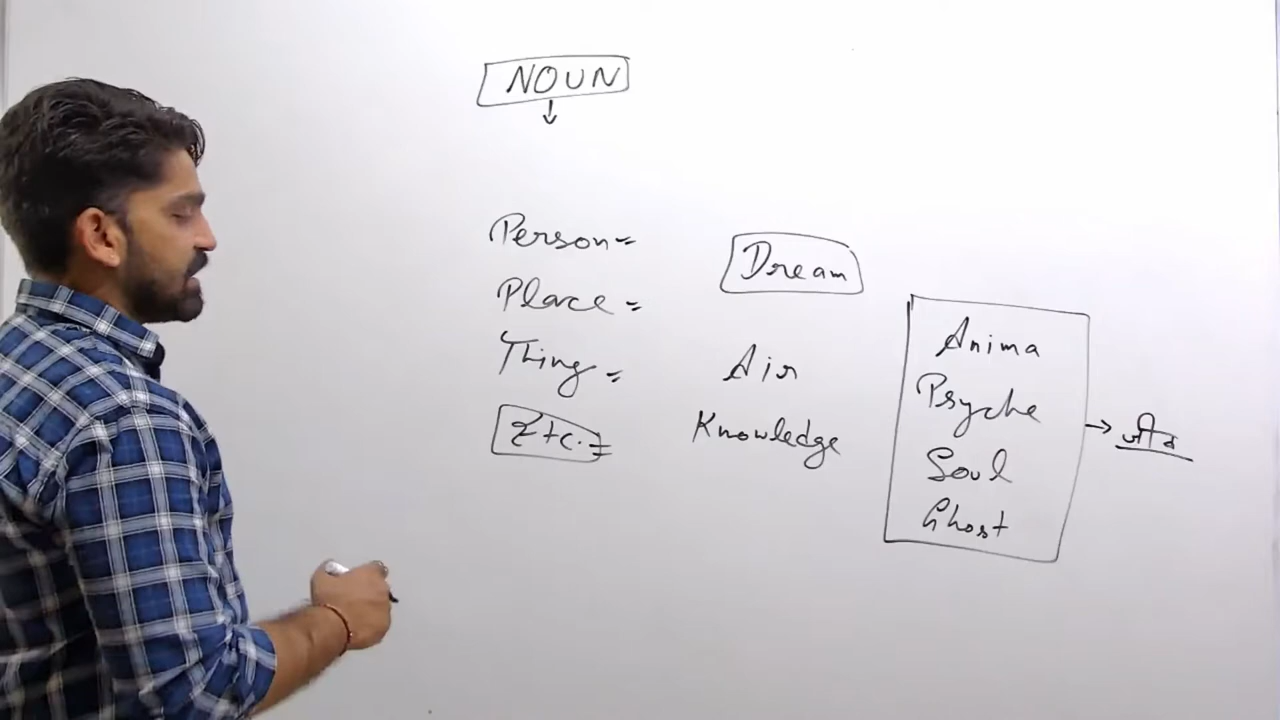 NOUN
Person =
Place =
Thing =
Etc. =
Dream
Air
Knowledge
Anima
Psyche
Soul
Ghost
जीव